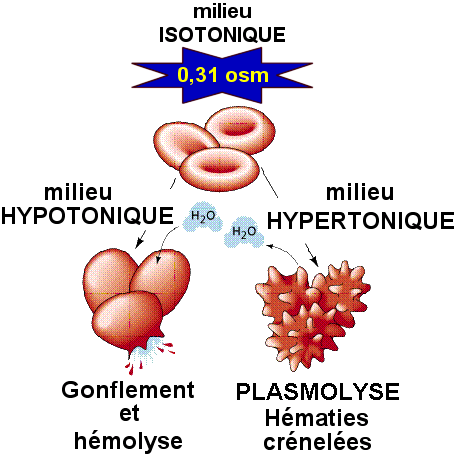 milieu
ISOTONIQUE
0,31 osm
milieu
HYPOTONIQUE
milieu
HYPERTONIQUE
H₂O
H₂O
Gonflement
et
hémolyse
PLASMOLYSE
Hématies
crénelées